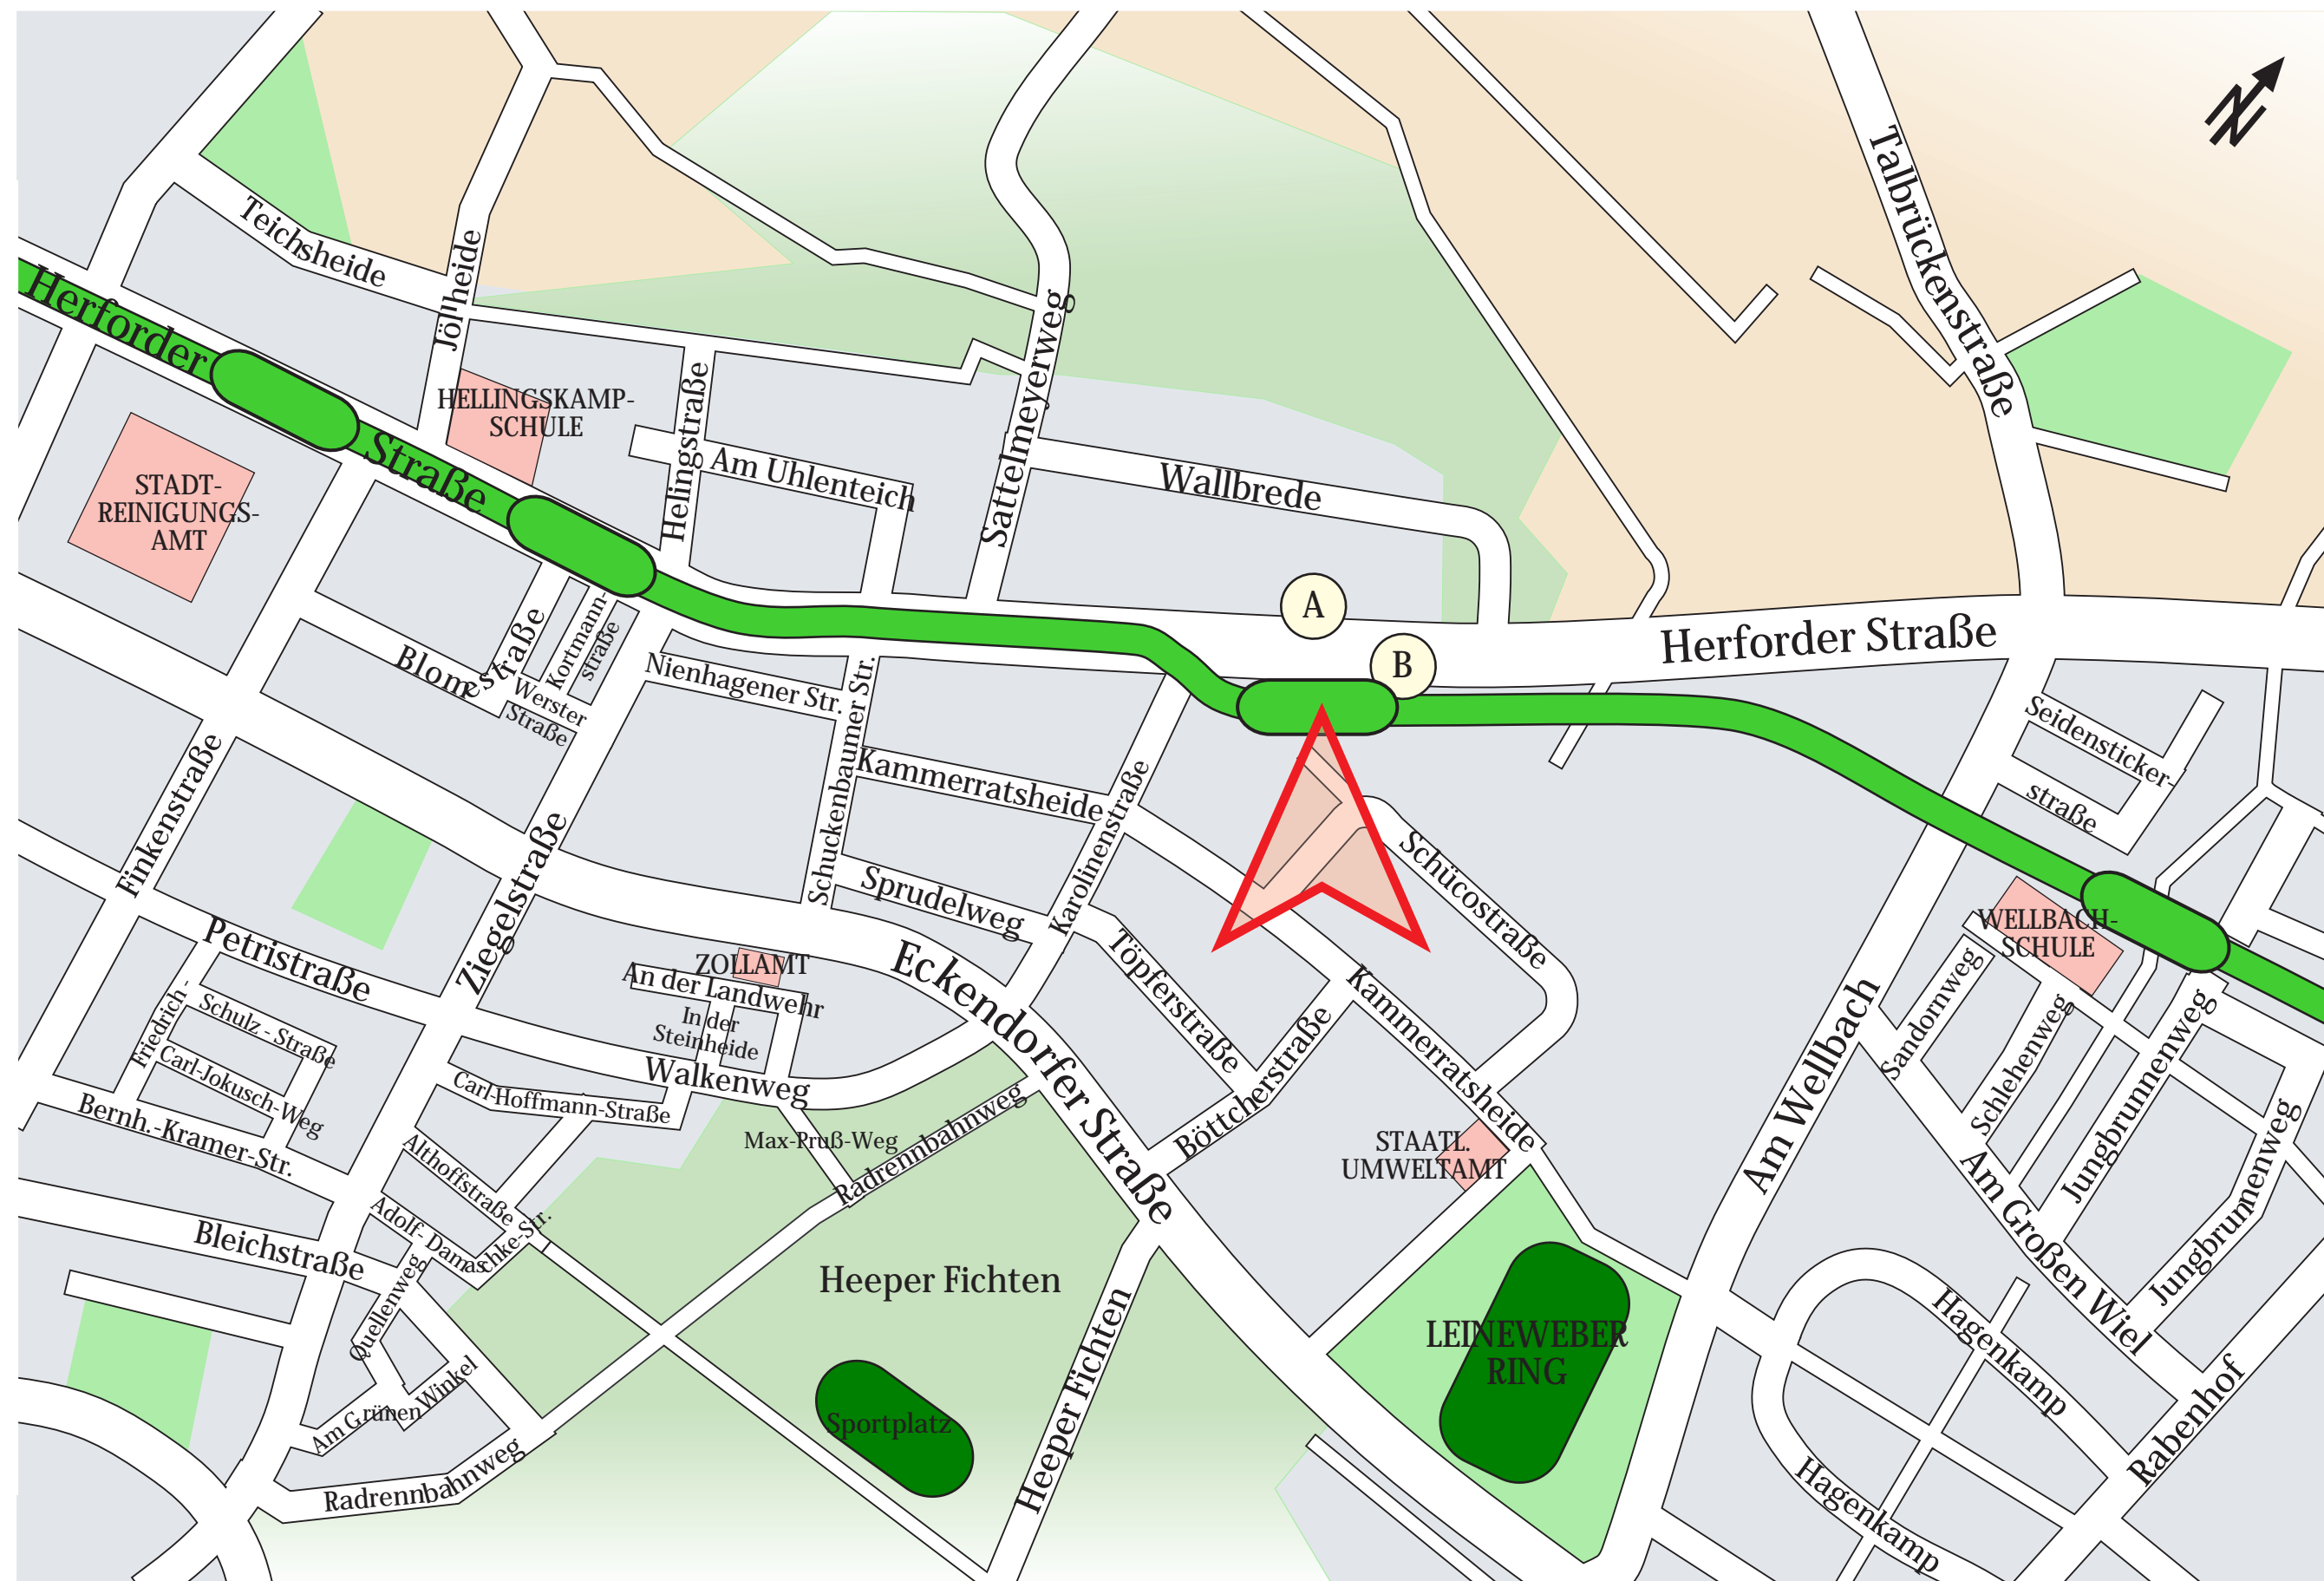 N
Talbrückenstraße
Teichsheide
Jöllheide
Herforder
Straße
HELLINGSKAMP-
SCHULE
STADT-
REINIGUNGS-
AMT
Helingstraße
Am Uhlenteich
Sattelmeyerweg
Wallbrede
A
B
Herforder Straße
Blom
straße
Kortmann-
straße
Werster
Straße
Nienhagener Str.
Schuckenbaumer Str.
Kammerratsheide
Karolinenstraße
Seidensticker-
straße
Finkenstraße
Ziegelstraße
Sprudelweg
Schücostraße
Petristraße
ZOLLAMT
An der Landwehr
In der
Steinheide
Eckendorfer Straße
Töpferstraße
Kammerratsheide
WELLBACH-
SCHULE
Friedrich-
Schulz - Straße
Carl-Jokusch-Weg
Bernh.-Kramer-Str.
Walkenweg
Carl-Hoffmann-Straße
Böttcherstraße
Am Wellbach
Sandornweg
Schlehenweg
Jungbrunnenweg
Jungbrunnenweg
Max-Pruß-Weg
Radrennbahnweg
STAATL.
UMWELTAMT
Althoffstraße
Adolf- Damaschke-Str.
Bleichstraße
Quellenweg
Am Großen Wiel
Heeper Fichten
Heeper Fichten
LEINEWEBER
RING
Hagenkamp
Am Grünen Winkel
Sportplatz
Rabenhof
Radrennbahnweg
Hagenkamp